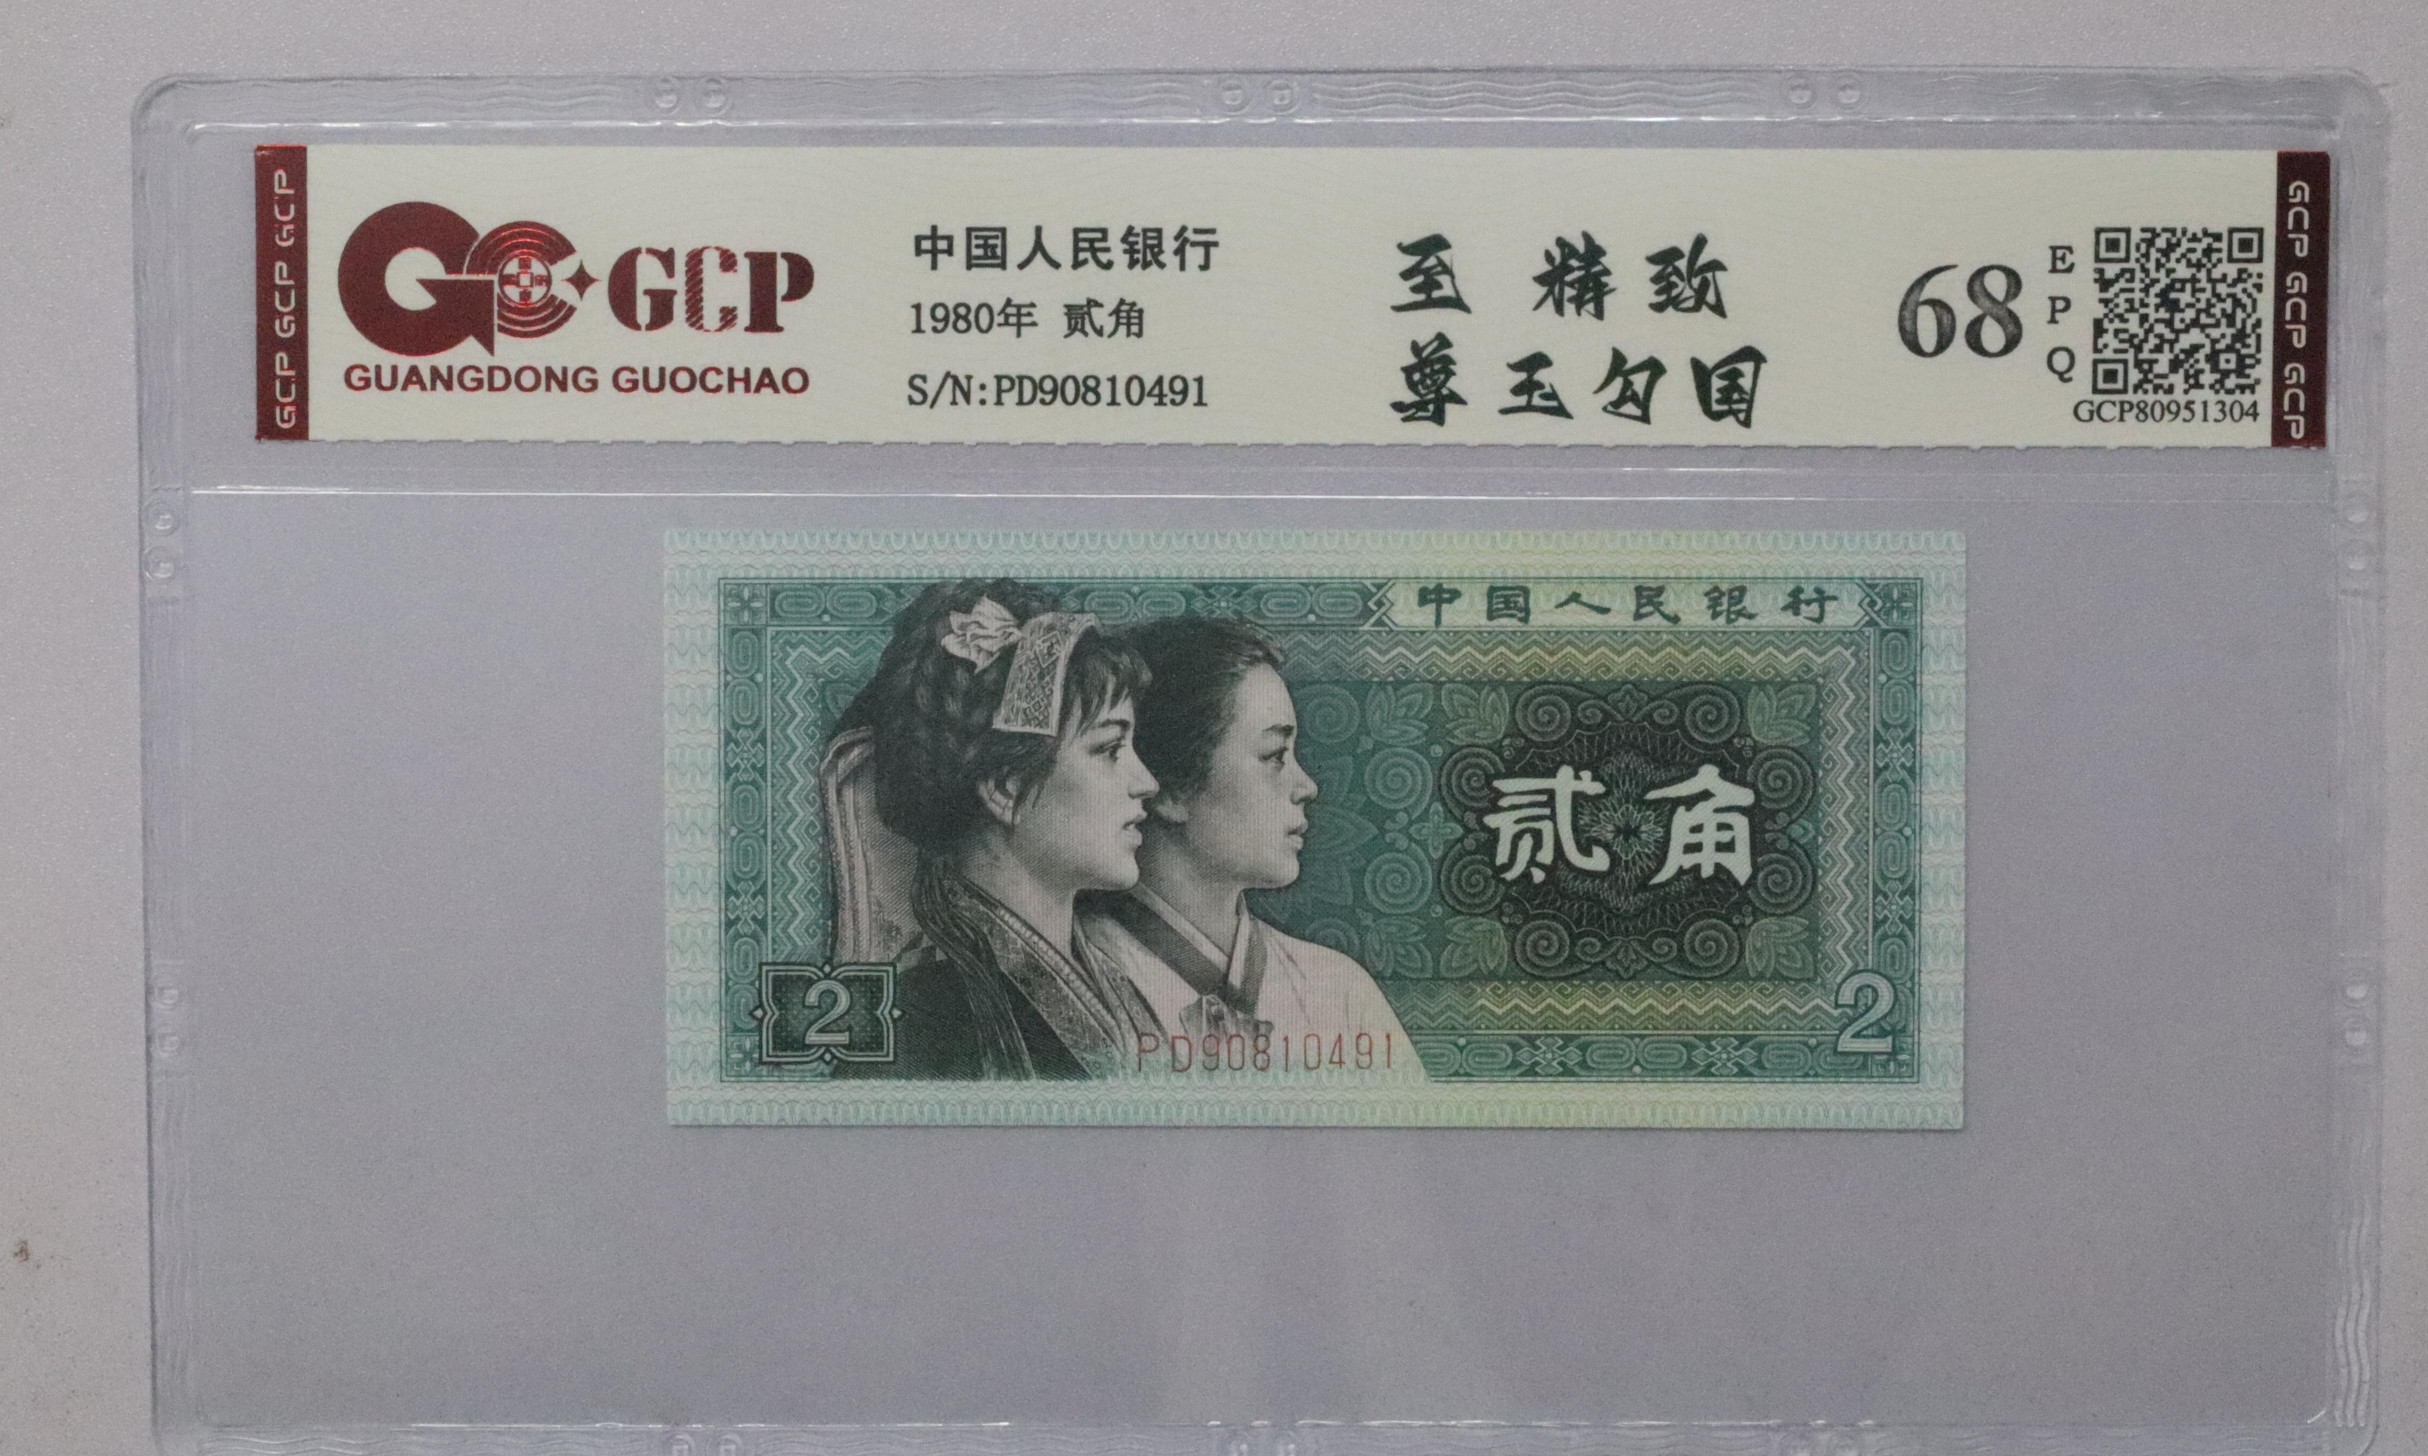 GCP GCP GCP
GCP
GUANGDONG GUOCHAO
中国人民银行
1980年 贰角
S/N:PD90810491
至 精致
尊 玉勾国
68
E
P
Q
GCP80951304
GCP GCP GCP
中国人民银行
贰角
2
2
PD90810491